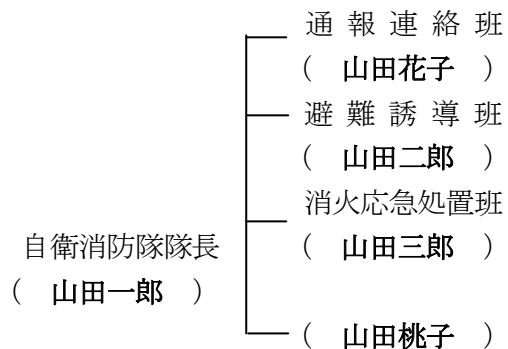 通 報 連 絡 班
（　山田花子　）
避 難 誘 導 班
（　山田二郎　）
消火応急処置班
（　山田三郎　）
自衛消防隊隊長
（　山田一郎　）
（　山田桃子　）